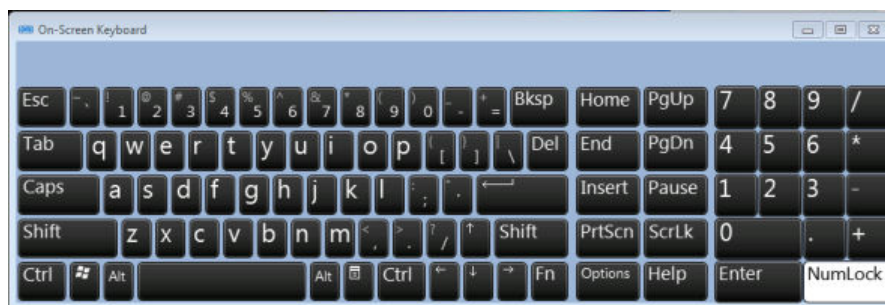 On-Screen Keyboard
Esc ~ ` ! 1 @ 2 # 3 $ 4 % 5 ^ 6 & 7 * 8 ( 9 ) 0 _ - + = Bksp Home PgUp 7 8 9 /
Tab q w e r t y u i o p { [ } ] | \ Del End PgDn 4 5 6 *
Caps a s d f g h j k l : ; " ' Insert Pause 1 2 3 -
Shift z x c v b n m < , > . ? / ↑ Shift PrtScn ScrLk 0 . +
Ctrl Alt Alt Ctrl ← ↓ → Fn Options Help Enter NumLock